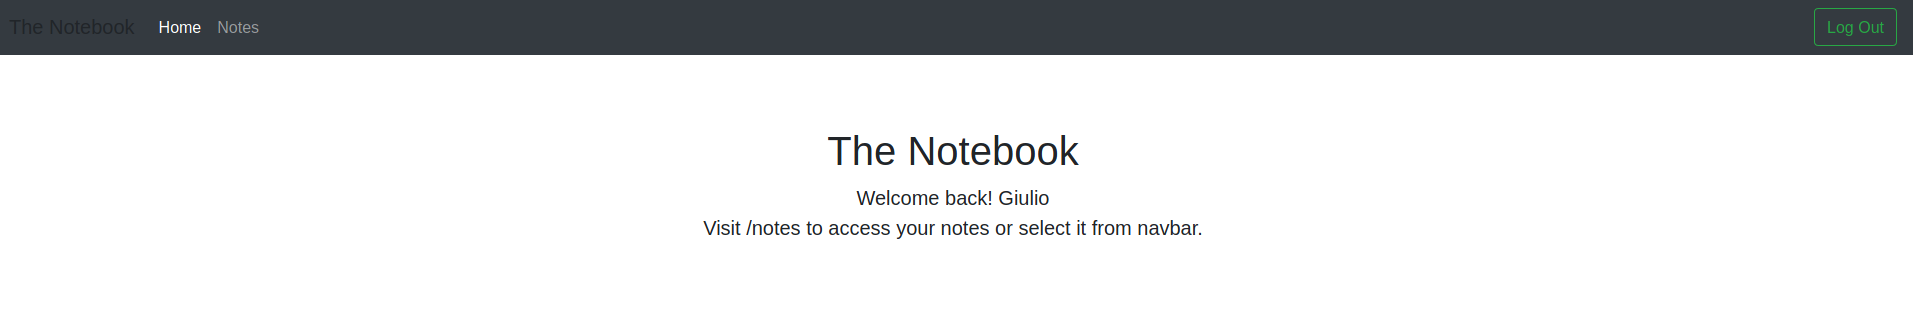 The Notebook Home Notes Log Out
The Notebook
Welcome back! Giulio
Visit /notes to access your notes or select it from navbar.